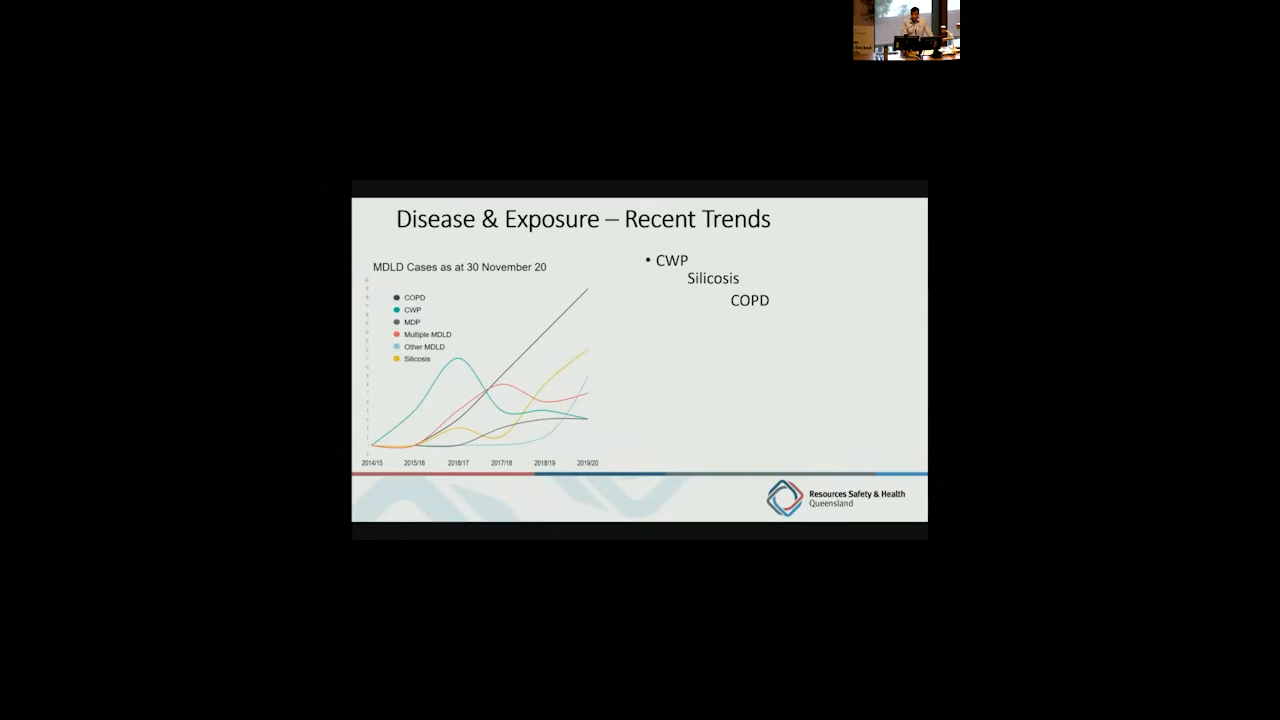 Disease & Exposure – Recent Trends
MDLD Cases as at 30 November 20
COPD
CWP
MDP
Multiple MDLD
Other MDLD
Silicosis
2014/15 2015/16 2016/17 2017/18 2018/19 2019/20
• CWP
Silicosis
COPD
Resources Safety & Health
Queensland